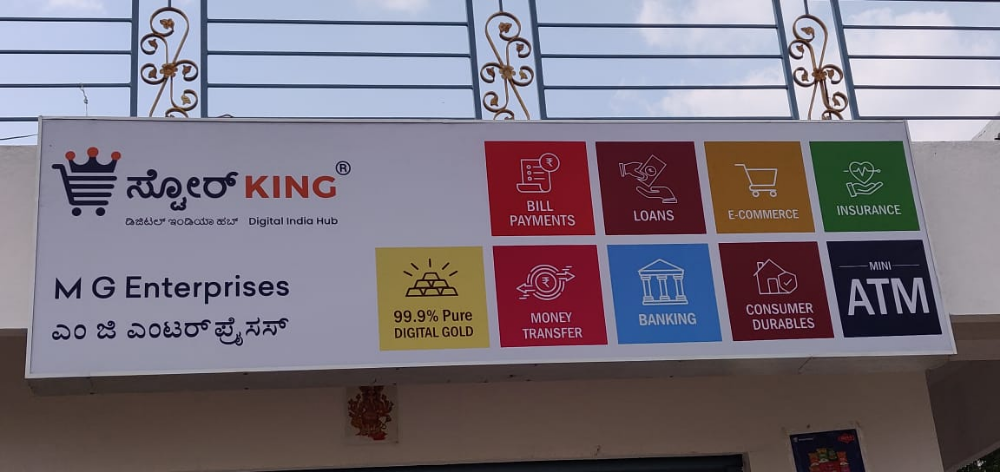 ಸ್ಟೋರ್ KING®
ಡಿಜಿಟಲ್ ಇಂಡಿಯಾ ಹಬ್ Digital India Hub
M G Enterprises
ಎಂ ಜಿ ಎಂಟರ್‌ಪ್ರೈಸಸ್
BILL
PAYMENTS
LOANS
E-COMMERCE
INSURANCE
99.9% Pure
DIGITAL GOLD
MONEY
TRANSFER
BANKING
CONSUMER
DURABLES
MINI
ATM